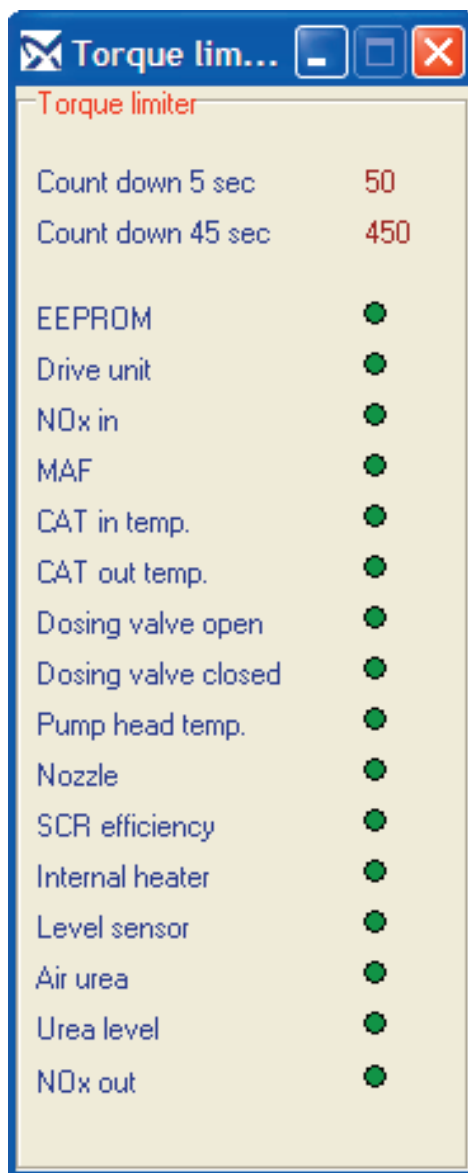 Torque lim...
Torque limiter
Count down 5 sec 50
Count down 45 sec 450
EEPROM
Drive unit
NOx in
MAF
CAT in temp.
CAT out temp.
Dosing valve open
Dosing valve closed
Pump head temp.
Nozzle
SCR efficiency
Internal heater
Level sensor
Air urea
Urea level
NOx out